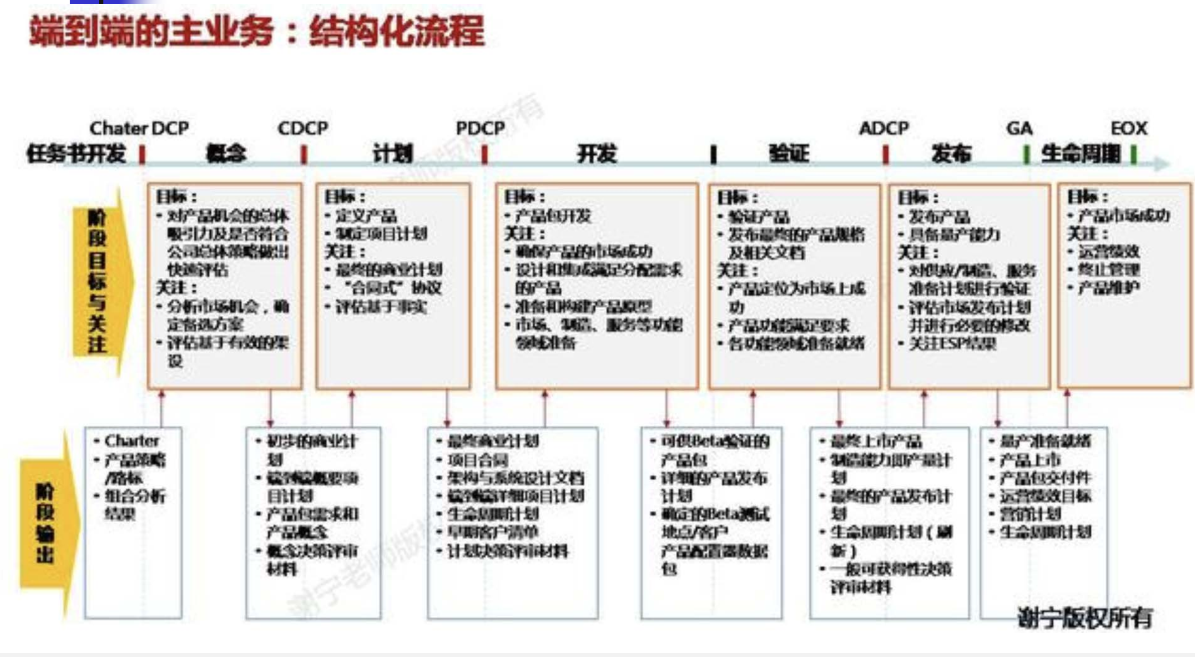 端到端的主业务：结构化流程
Chater DCP
CDCP
PDCP
ADCP
GA
EOX
任务书开发
概念
计划
开发
验证
发布
生命周期
阶段目标与关注
目标：
• 对产品机会的总体
吸引力及是否符合
公司总体策略做出
快速评估
关注：
• 分析市场机会，确
定备选方案
• 评估基于有效的架
设
目标：
• 定义产品
• 制定项目计划
关注：
• 最终的商业计划
• “合同式”协议
• 评估基于事实
目标：
• 产品包开发
关注：
• 确保产品的市场成功
• 设计和集成满足分配需求
的产品
• 准备和构建产品原型
• 市场、制造、服务等功能
领域准备
目标：
• 验证产品
• 发布最终的产品规格
及相关文档
关注：
• 产品定位为市场上成
功
• 产品功能满足要求
• 各功能领域准备就绪
目标：
• 发布产品
• 具备量产能力
关注：
• 对供应/制造、服务
准备计划进行验证
• 评估市场发布计划
并进行必要的修改
• 关注ESP结果
目标：
• 产品市场成功
关注：
• 运营绩效
• 终止管理
• 产品维护
阶段输出
• Charter
• 产品策略
/路标
• 组合分析
结果
• 初步的商业计
划
• 端到端概要项
目计划
• 产品包需求和
产品概念
• 概念决策评审
材料
• 最终商业计划
• 项目合同
• 架构与系统设计文档
• 端到端详细项目计划
• 生命周期计划
• 早期客户清单
• 计划决策评审材料
• 可供Beta验证的
产品包
• 详细的产品发布
计划
• 确定的Beta测试
地点/客户
产品配置器数据
包
• 最终上市产品
• 制造能力即产量计
划
• 最终的产品发布计
划
• 生命周期计划（刷
新）
• 一般可获得性决策
评审材料
• 量产准备就绪
• 产品上市
• 产品包交付件
• 运营绩效目标
• 营销计划
• 生命周期计划
谢宁老师版权所有
谢宁版权所有